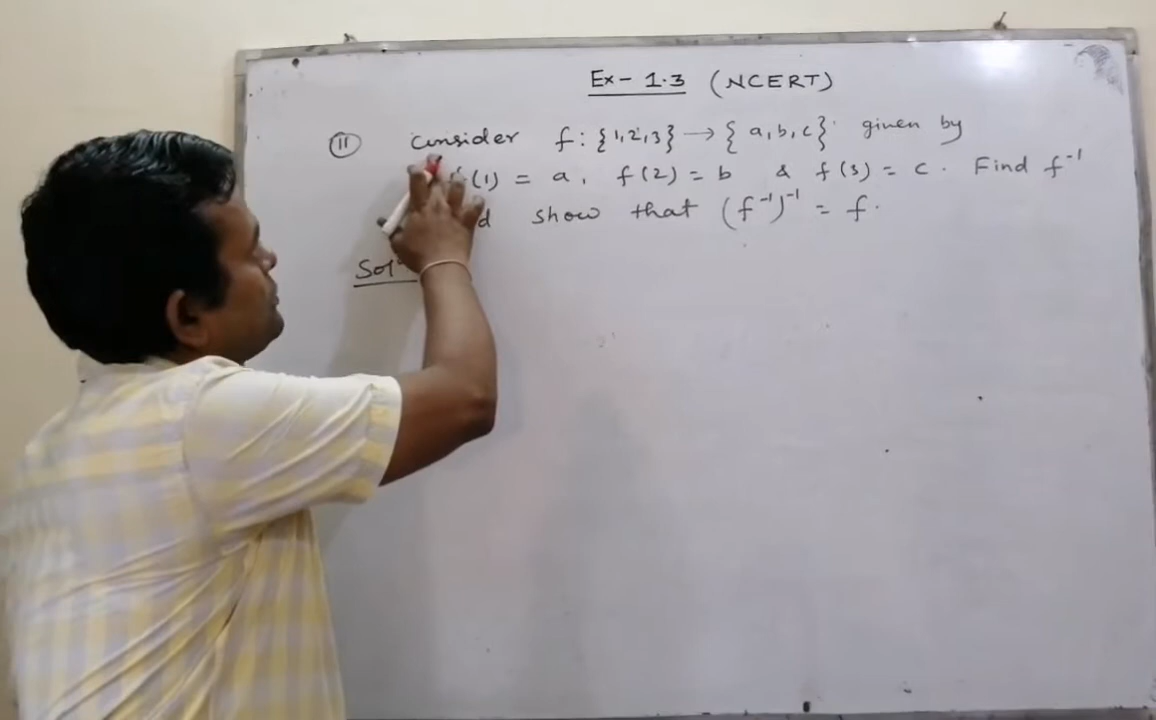 Ex- 1.3 (NCERT)
11 Consider f: {1,2,3} → {a,b,c} given by
f(1) = a, f(2) = b & f(3) = c. Find f⁻¹
show that (f⁻¹)⁻¹ = f.
Solⁿ